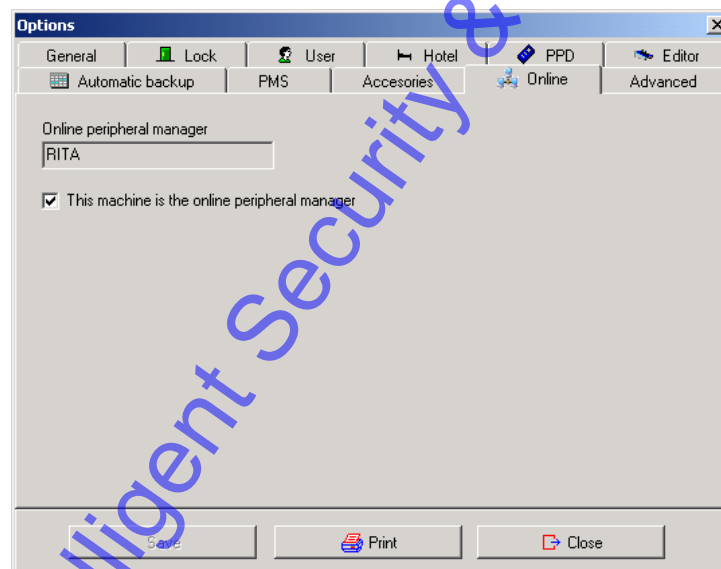 Options
General Lock User Hotel PPD Editor
Automatic backup PMS Accesories Online Advanced
Online peripheral manager
RITA
This machine is the online peripheral manager
Save Print Close
Security &